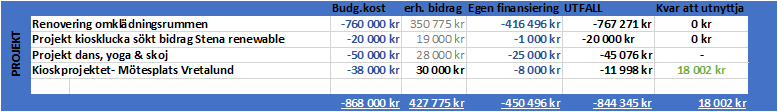 Budg.kost erh. bidrag Egen finansiering UTFALL Kvar att utnyttja
Renovering omklädningsrummen -760 000 kr 350 775 kr -416 496 kr -767 271 kr 0 kr
Projekt kiosklucka sökt bidrag Stena renewable -20 000 kr 19 000 kr -1 000 kr -20 000 kr 0 kr
Projekt dans, yoga & skoj -50 000 kr 28 000 kr -25 000 kr -45 076 kr -
Kioskprojektet- Mötesplats Vretalund -38 000 kr 30 000 kr -8 000 kr -11 998 kr 18 002 kr
-868 000 kr 427 775 kr -450 496 kr -844 345 kr 18 002 kr
PROJEKT